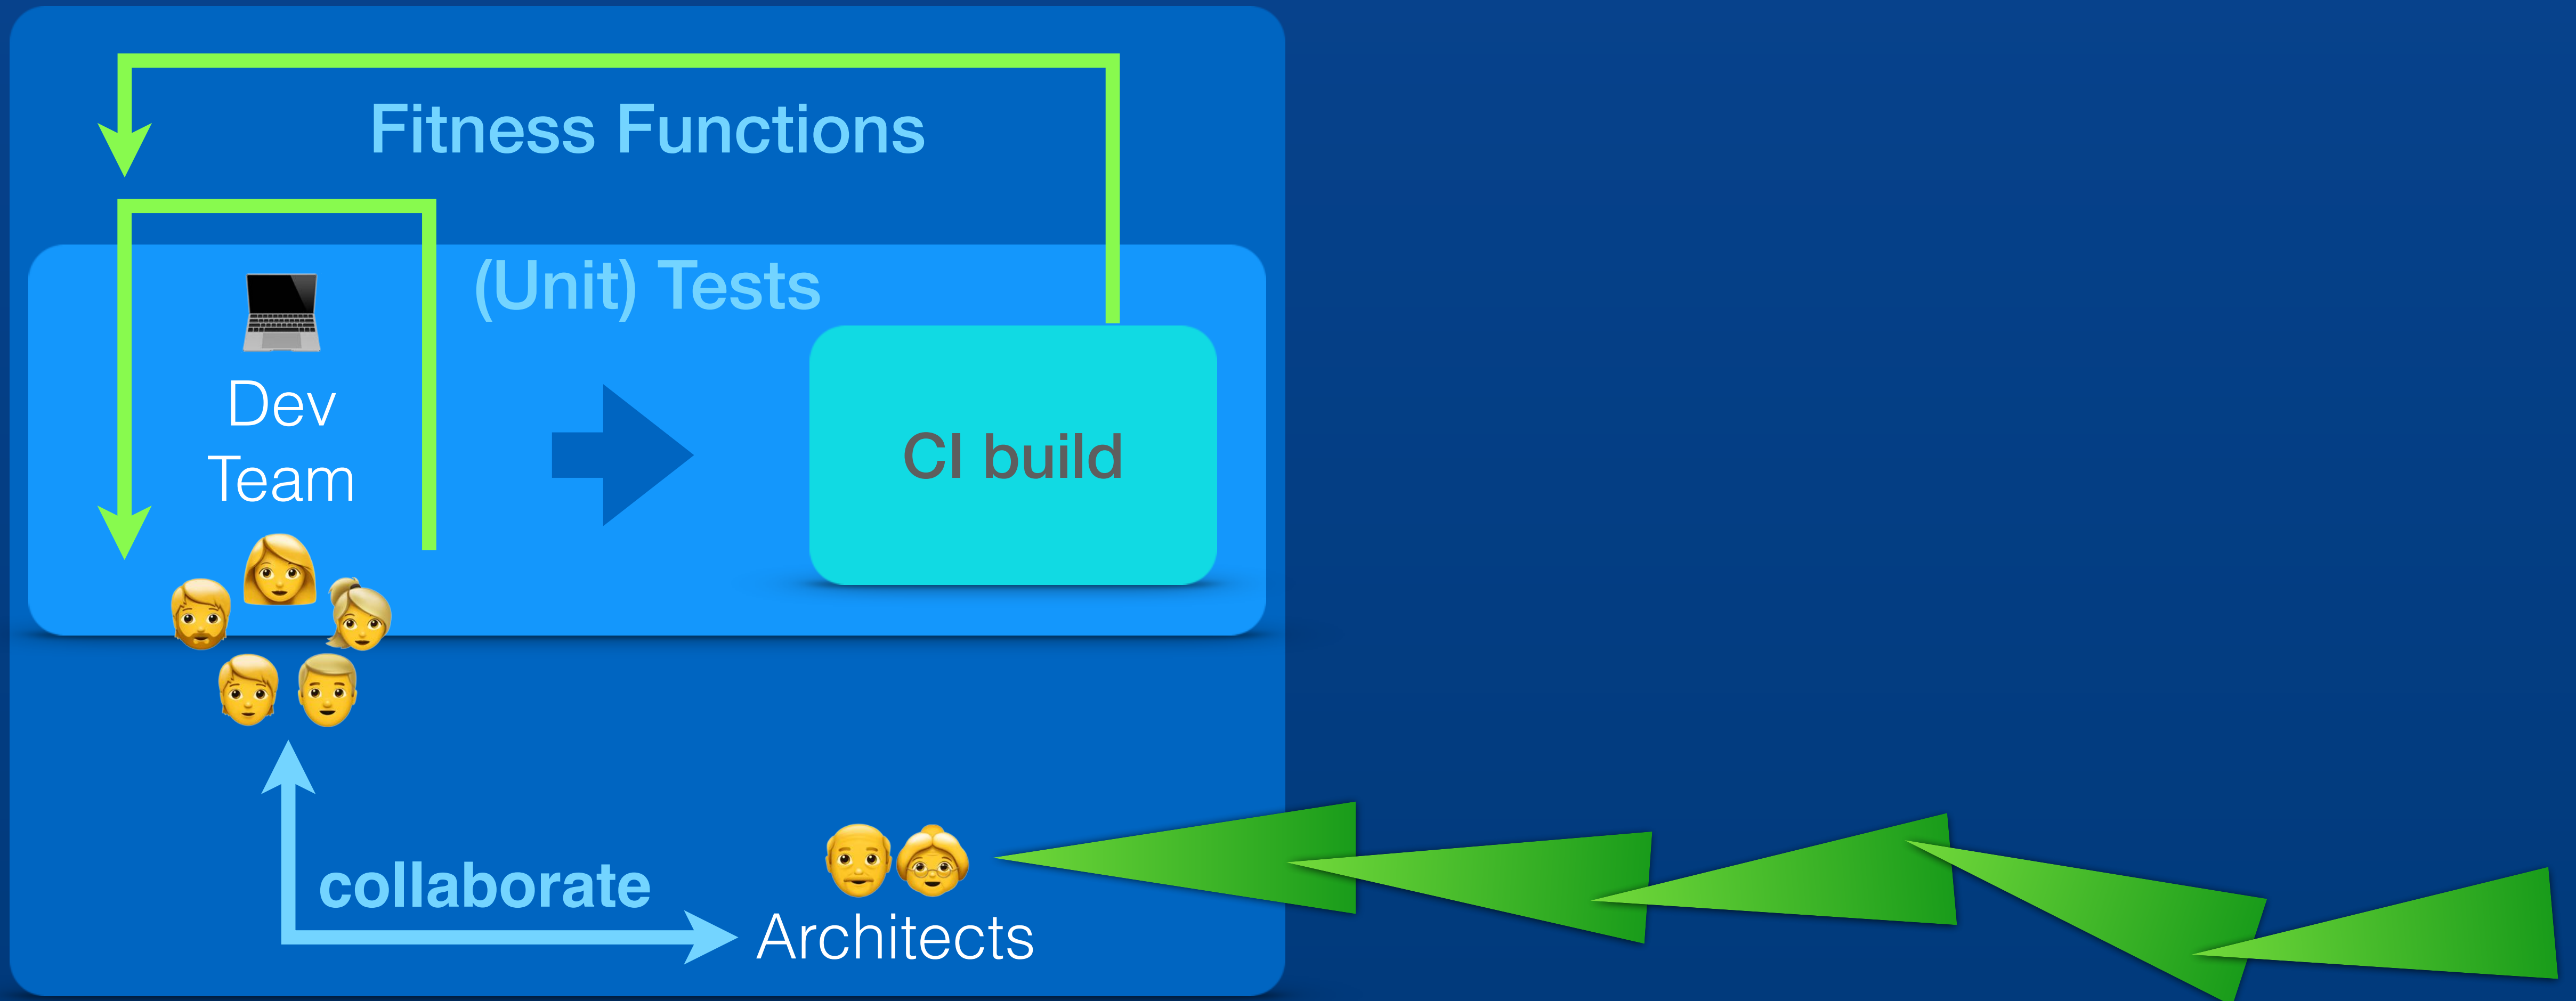 Fitness Functions
(Unit) Tests
Dev
Team
CI build
collaborate
Architects